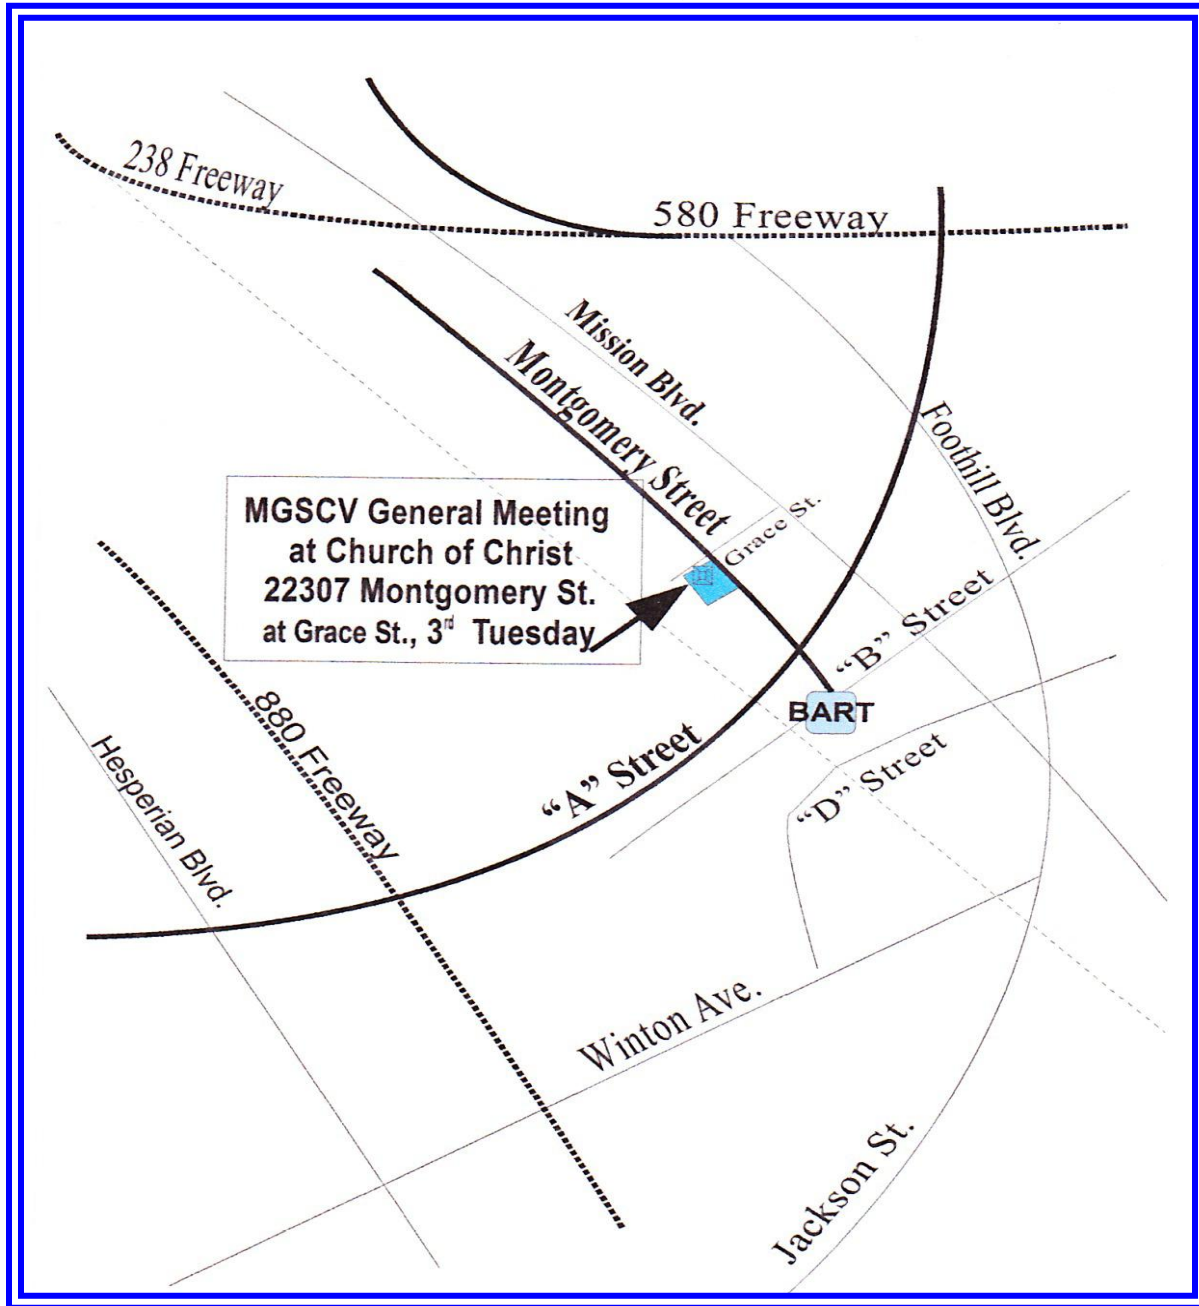 238 Freeway
580 Freeway
Mission Blvd.
Montgomery Street
Foothill Blvd.
Grace St.
MGSCV General Meeting
at Church of Christ
22307 Montgomery St.
at Grace St., 3rd Tuesday
"B" Street
BART
880 Freeway
"A" Street
Hesperian Blvd.
"D" Street
Winton Ave.
Jackson St.